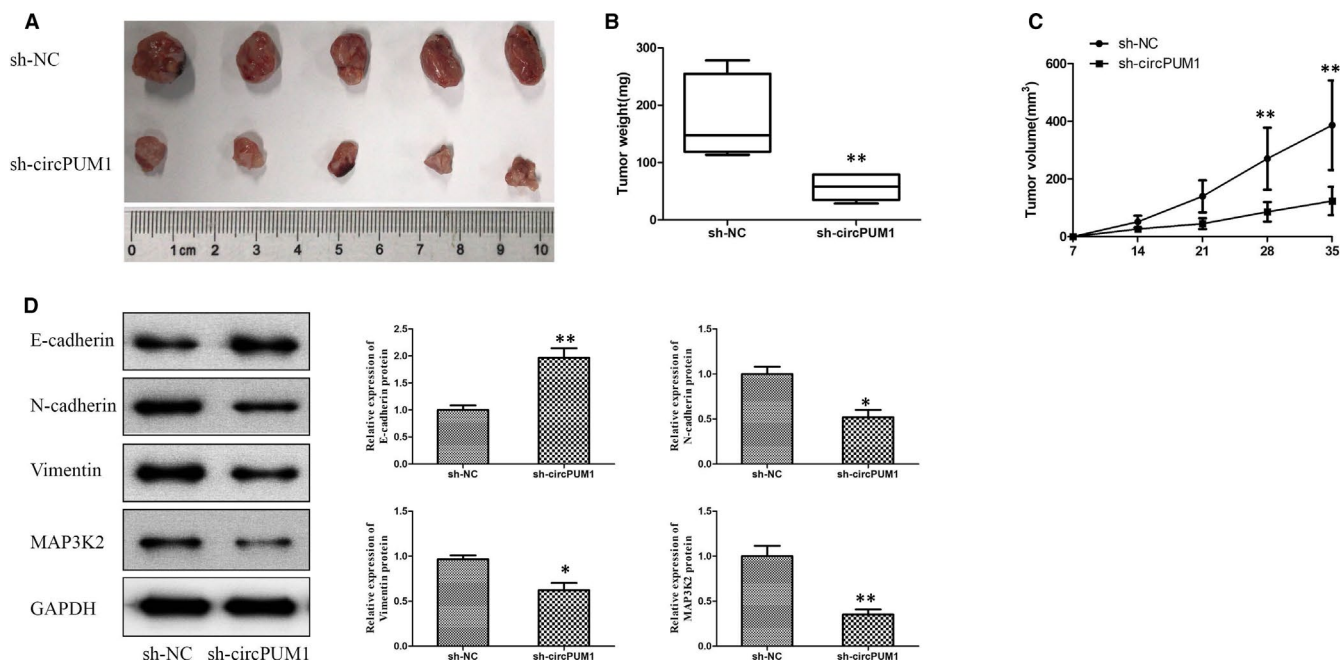 A
sh-NC
sh-circPUM1
0 1 cm 2 3 4 5 6 7 8 9 10
B
Tumor weight(mg)
300
200
100
0
**
sh-NC sh-circPUM1
C
sh-NC
sh-circPUM1
Tumor volume(mm3)
600
400
200
0
** **
7 14 21 28 35
D
E-cadherin
N-cadherin
Vimentin
MAP3K2
GAPDH
sh-NC sh-circPUM1
Relative expression of
E-cadherin protein
2.5
2.0
1.5
1.0
0.5
0.0
**
sh-NC sh-circPUM1
Relative expression of
N-cadherin protein
1.5
1.0
0.5
0.0
*
sh-NC sh-circPUM1
Relative expression of
Vimentin protein
1.5
1.0
0.5
0.0
*
sh-NC sh-circPUM1
Relative expression of
MAP3K2 protein
1.5
1.0
0.5
0.0
**
sh-NC sh-circPUM1